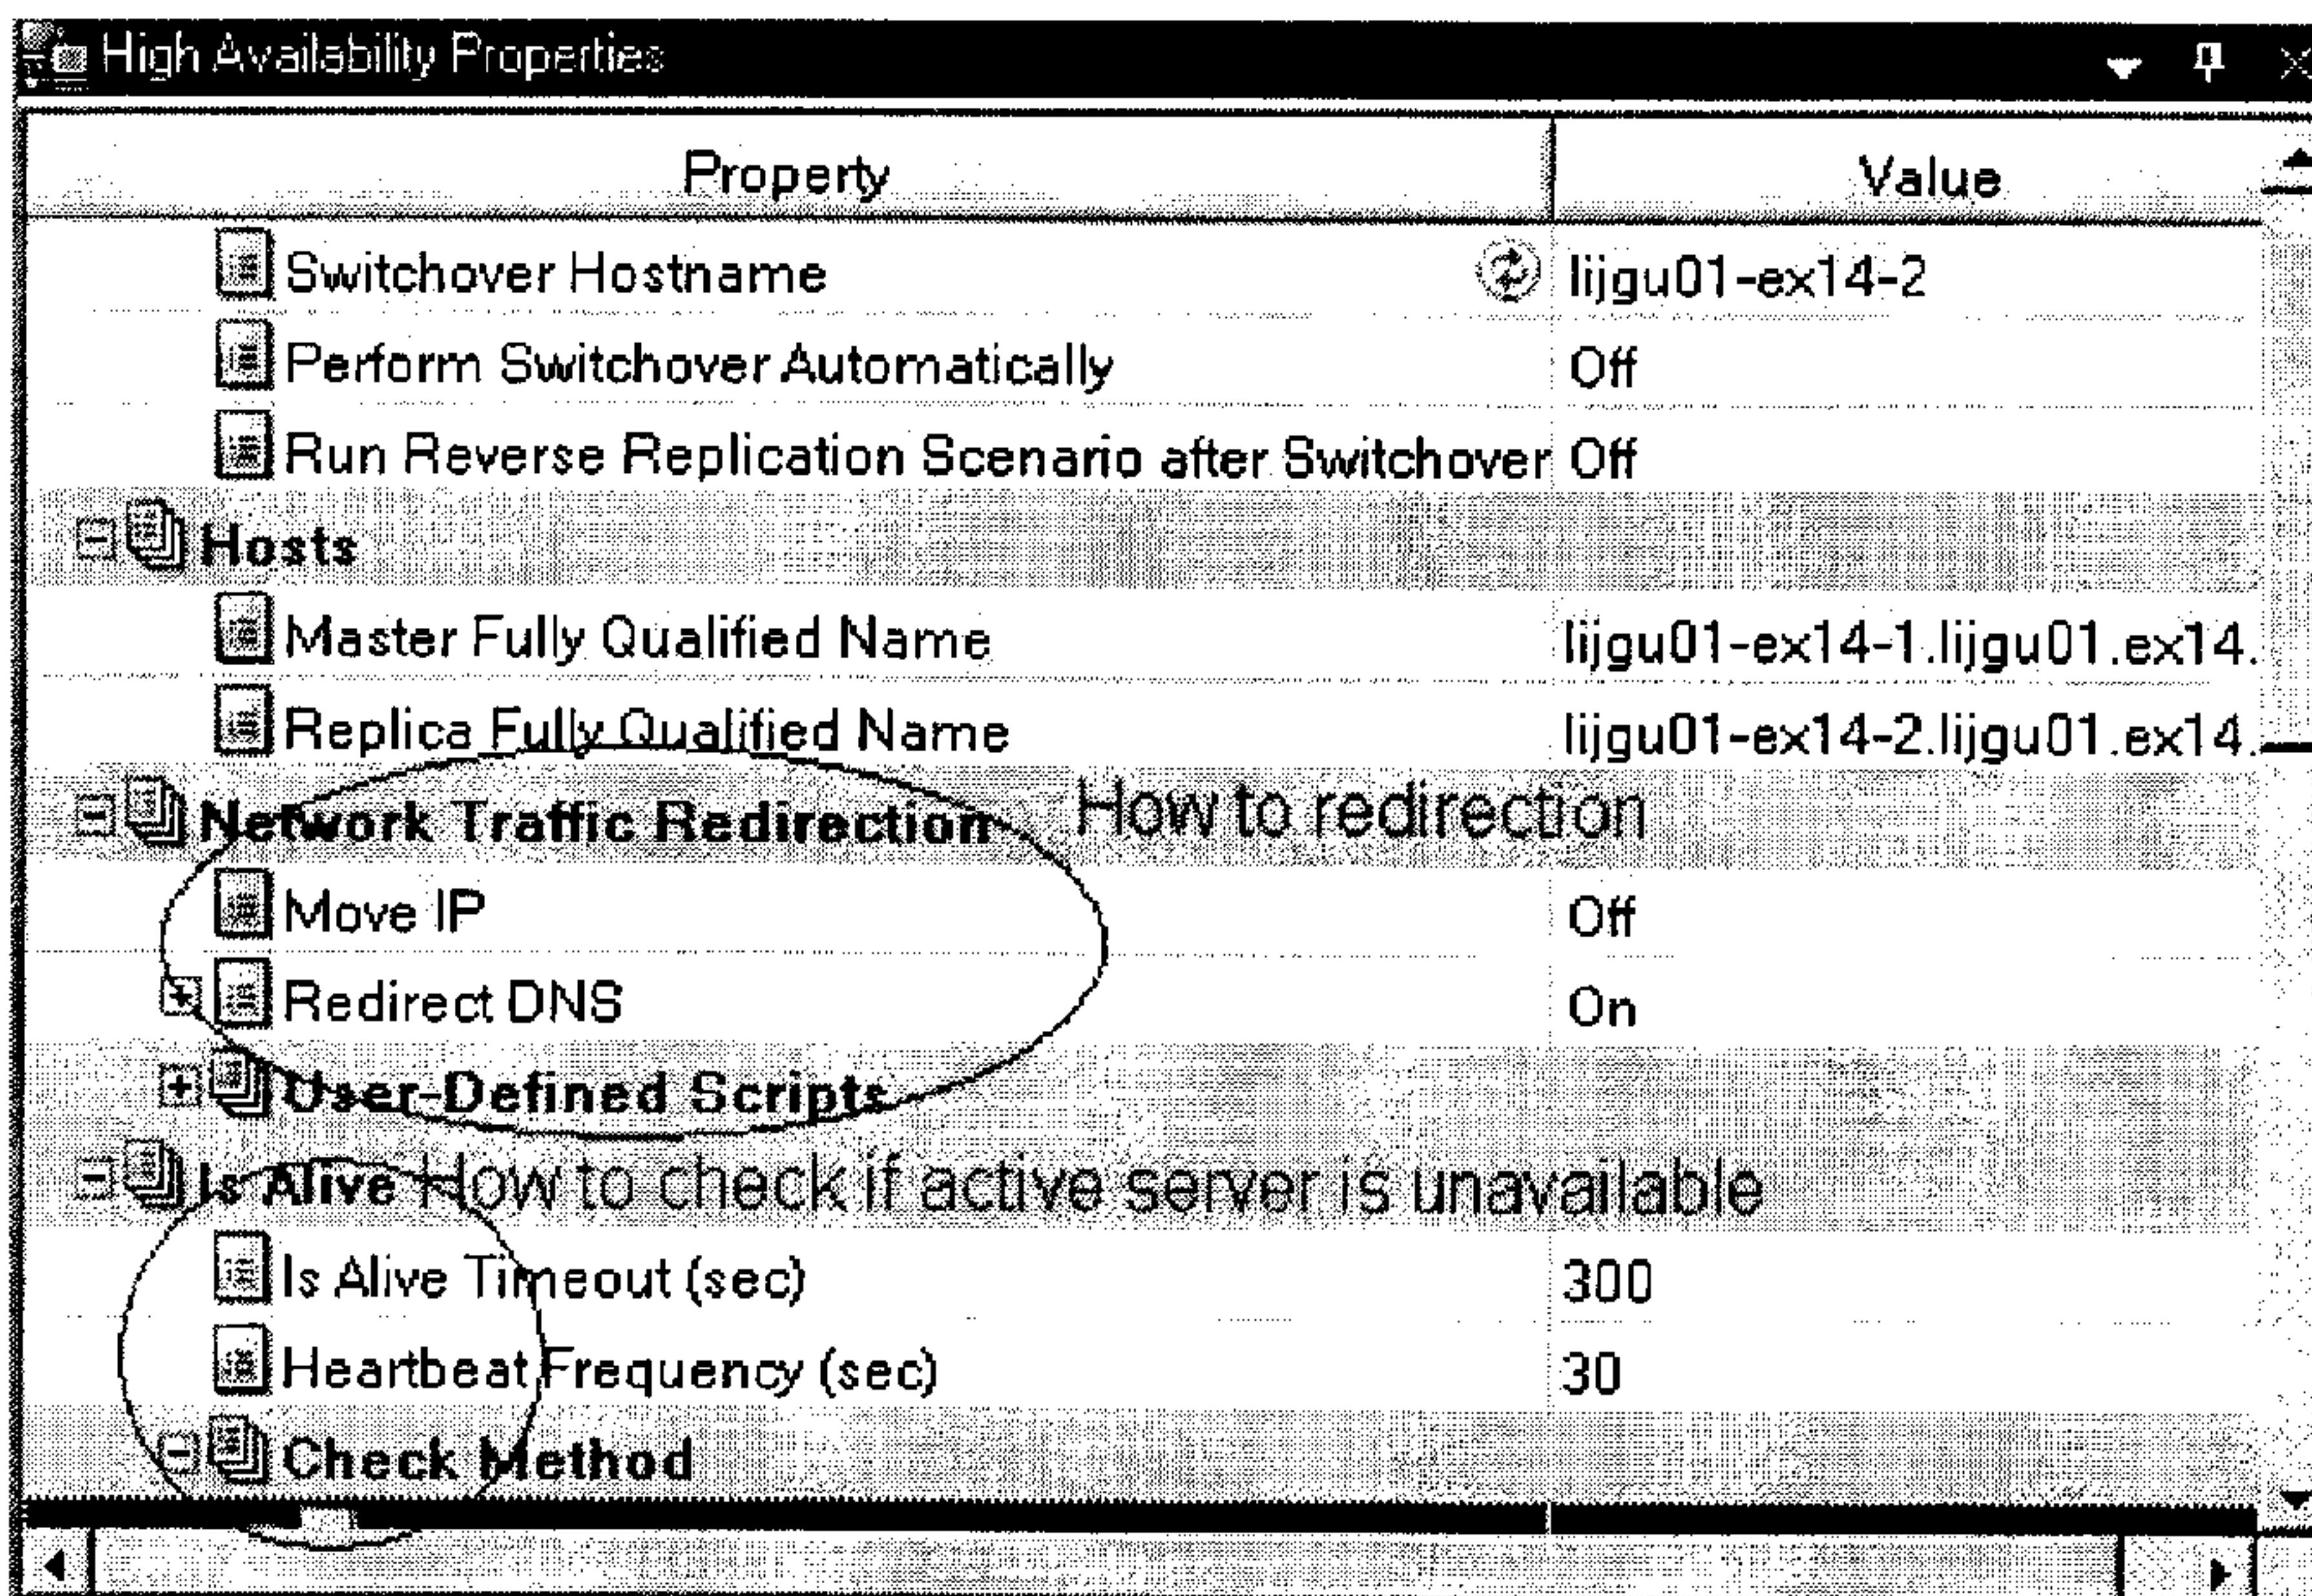 High Availability Properties
Property Value
Switchover Hostname lijgu01-ex14-2
Perform Switchover Automatically Off
Run Reverse Replication Scenario after Switchover Off
Hosts
Master Fully Qualified Name lijgu01-ex14-1.lijgu01.ex14.
Replica Fully Qualified Name lijgu01-ex14-2.lijgu01.ex14.
Network Traffic Redirection How to redirection
Move IP Off
Redirect DNS On
User-Defined Scripts
Is Alive How to check if active server is unavailable
Is Alive Timeout (sec) 300
Heartbeat Frequency (sec) 30
Check Method